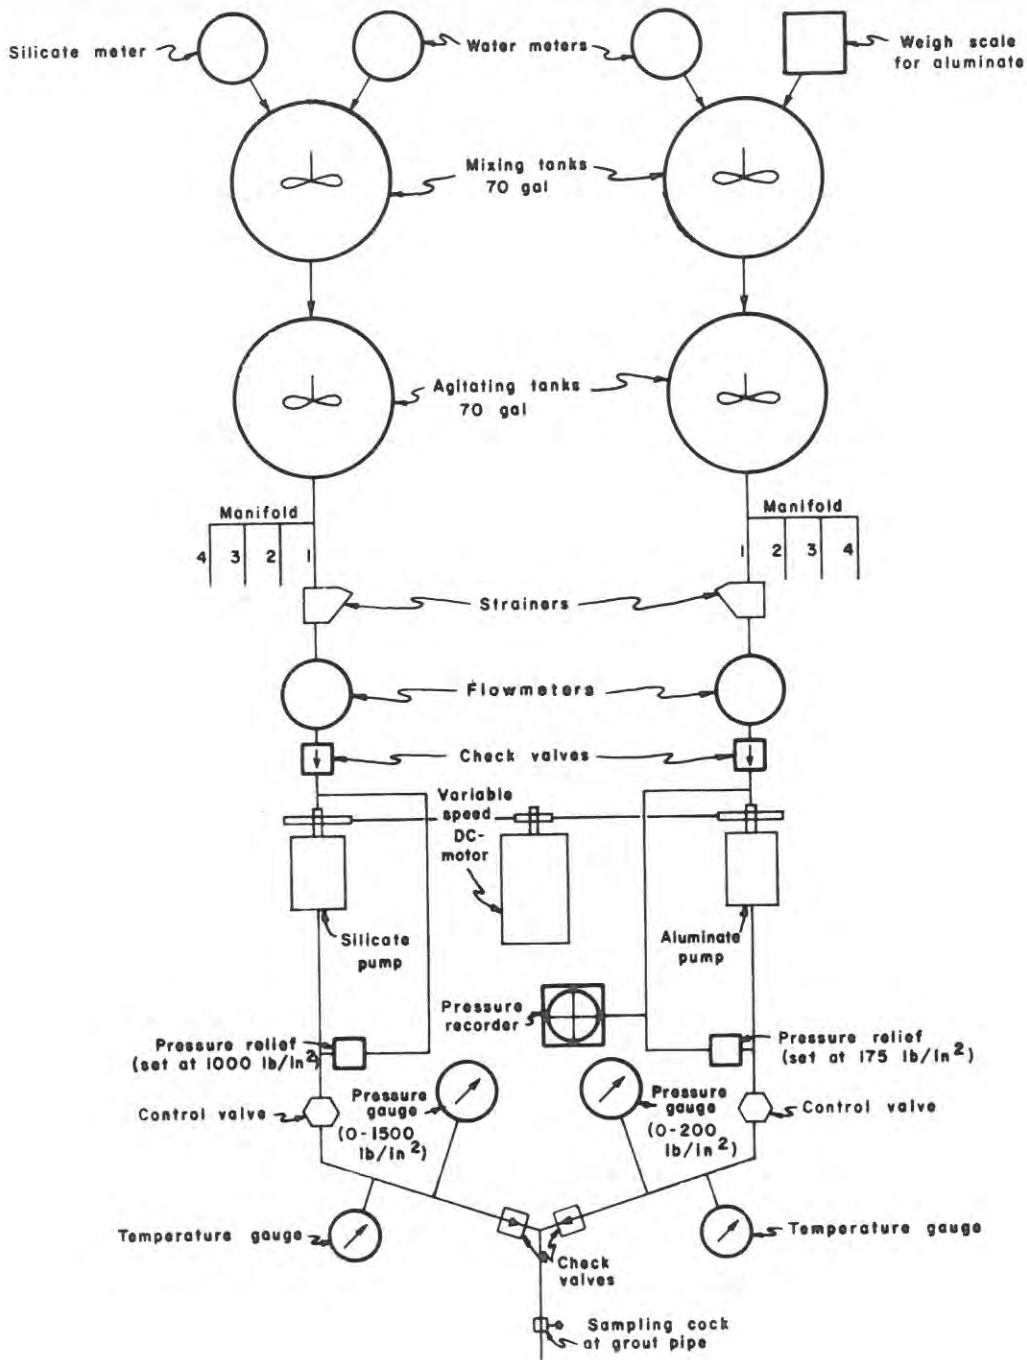 Silicate meter
Water meters
Weigh scale
for aluminate
Mixing tanks
70 gal
Agitating tanks
70 gal
Manifold
4 3 2 1
Manifold
1 2 3 4
Strainers
Flowmeters
Check valves
Variable
speed
DC-
motor
Silicate
pump
Aluminate
pump
Pressure
recorder
Pressure relief
(set at 1000 lb/in²)
Pressure relief
(set at 175 lb/in²)
Control valve
Pressure
gauge
(0-1500
lb/in²)
Pressure
gauge
(0-200
lb/in²)
Control valve
Temperature gauge
Temperature gauge
Check
valves
Sampling cock
at grout pipe